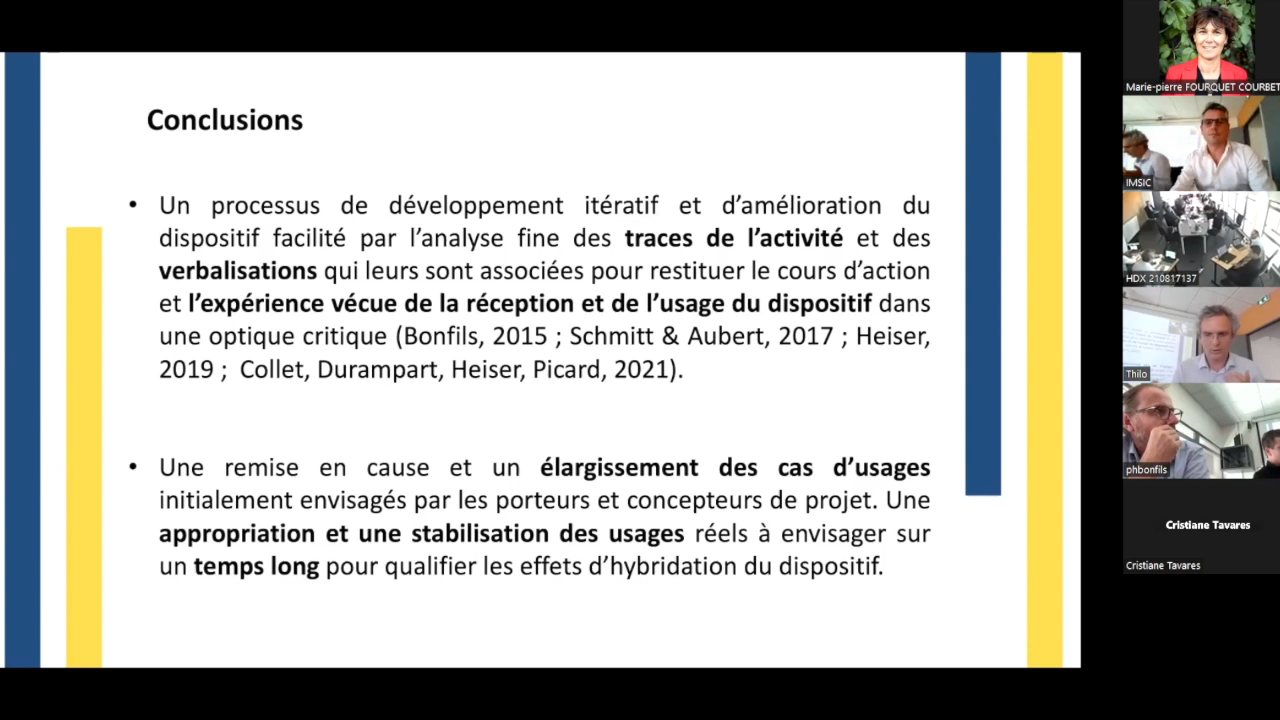 Conclusions
• Un processus de développement itératif et d’amélioration du
dispositif facilité par l’analyse fine des traces de l’activité et des
verbalisations qui leurs sont associées pour restituer le cours d’action
et l’expérience vécue de la réception et de l’usage du dispositif dans
une optique critique (Bonfils, 2015 ; Schmitt & Aubert, 2017 ; Heiser,
2019 ; Collet, Durampart, Heiser, Picard, 2021).
• Une remise en cause et un élargissement des cas d’usages
initialement envisagés par les porteurs et concepteurs de projet. Une
appropriation et une stabilisation des usages réels à envisager sur
un temps long pour qualifier les effets d’hybridation du dispositif.
Marie-pierre FOURQUET COURBET
IMSIC
HDX 210817137
Thilo
phbonfils
Cristiane Tavares
Cristiane Tavares